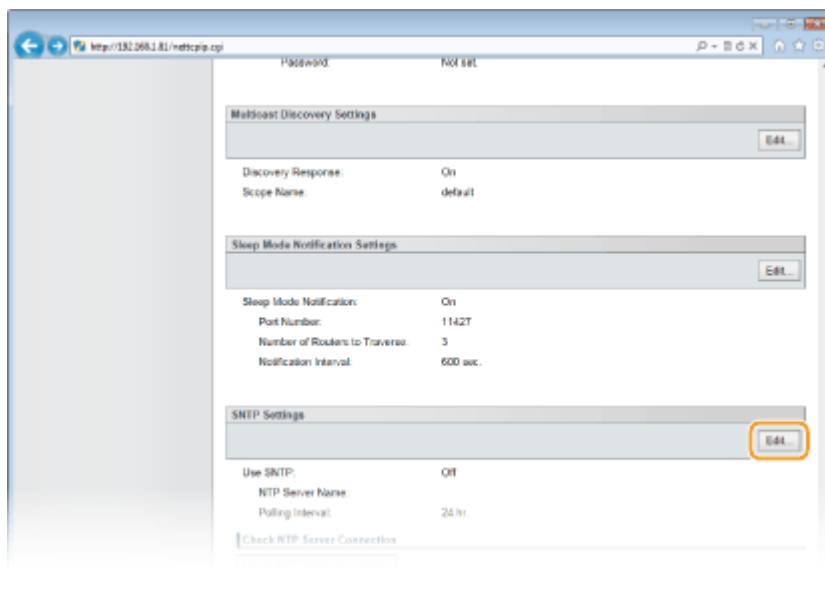 http://192.168.1.81/nettcpip.cgi
Password: Not set
Multicast Discovery Settings
Edit...
Discovery Response: On
Scope Name: default
Sleep Mode Notification Settings
Edit...
Sleep Mode Notification: On
Port Number: 11427
Number of Routers to Traverse: 3
Notification Interval: 600 sec.
SNTP Settings
Edit...
Use SNTP: Off
NTP Server Name:
Polling Interval: 24 hr.
Check NTP Server Connection